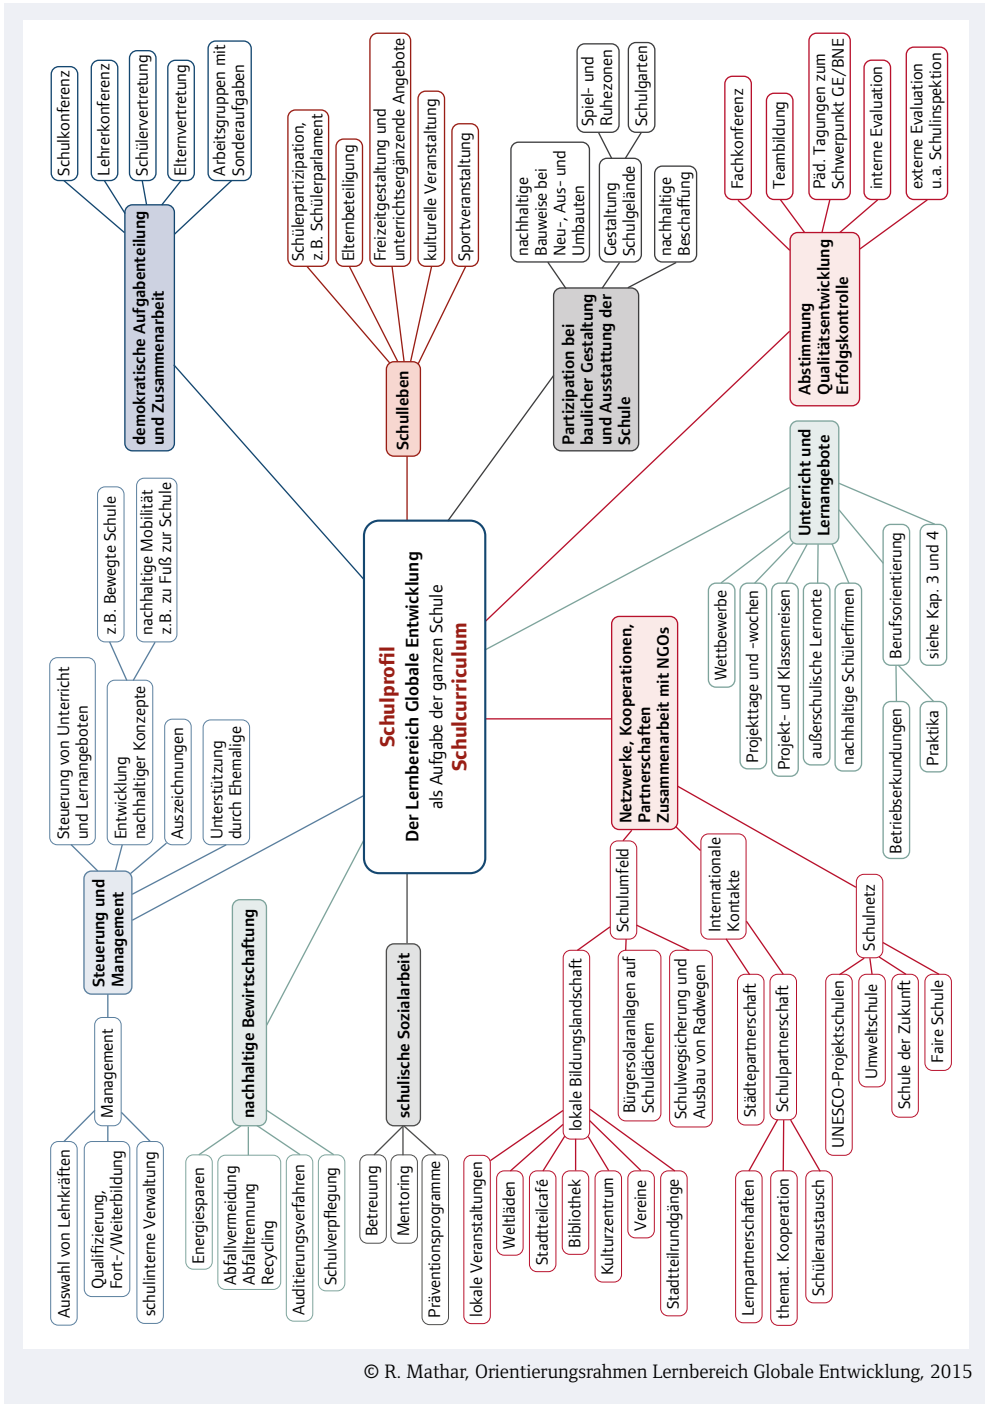 Schulprofil
Der Lernbereich Globale Entwicklung
als Aufgabe der ganzen Schule
Schulcurriculum
Steuerung und
Management
Management
Auswahl von Lehrkräften
Qualifizierung,
Fort-/Weiterbildung
schulinterne Verwaltung
Steuerung von Unterricht
und Lernangeboten
Entwicklung
nachhaltiger Konzepte
z.B. Bewegte Schule
nachhaltige Mobilität
z.B. zu Fuß zur Schule
Auszeichnungen
Unterstützung
durch Ehemalige
demokratische Aufgabenteilung
und Zusammenarbeit
Schulkonferenz
Lehrerkonferenz
Schülervertretung
Elternvertretung
Arbeitsgruppen mit
Sonderaufgaben
nachhaltige Bewirtschaftung
Energiesparen
Abfallvermeidung
Abfalltrennung
Recycling
Auditierungsverfahren
Schulverpflegung
schulische Sozialarbeit
Betreuung
Mentoring
Präventionsprogramme
Schulleben
Schülerpartizipation,
z.B. Schülerparlament
Elternbeteiligung
Freizeitgestaltung und
unterrichtsergänzende Angebote
kulturelle Veranstaltung
Sportveranstaltung
Partizipation bei
baulicher Gestaltung
und Ausstattung der
Schule
nachhaltige
Bauweise bei
Neu-, Aus- und
Umbauten
Gestaltung
Schulgelände
Spiel- und
Ruhezonen
Schulgarten
nachhaltige
Beschaffung
Abstimmung
Qualitätsentwicklung
Erfolgskontrolle
Fachkonferenz
Teambildung
Päd. Tagungen zum
Schwerpunkt GE/BNE
interne Evaluation
externe Evaluation
u.a. Schulinspektion
Unterricht und
Lernangebote
Wettbewerbe
Projekttage und -wochen
Projekt- und Klassenreisen
außerschulische Lernorte
nachhaltige Schülerfirmen
Berufsorientierung
Betriebserkundungen
Praktika
siehe Kap. 3 und 4
Netzwerke, Kooperationen,
Partnerschaften
Zusammenarbeit mit NGOs
Schulumfeld
lokale Bildungslandschaft
lokale Veranstaltungen
Weltläden
Stadtteilcafé
Bibliothek
Kulturzentrum
Vereine
Stadtteilrundgänge
Bürgersolaranlagen auf
Schuldächern
Schulwegsicherung und
Ausbau von Radwegen
Internationale
Kontakte
Städtepartnerschaft
Schulpartnerschaft
Lernpartnerschaften
themat. Kooperation
Schüleraustausch
Schulnetz
UNESCO-Projektschulen
Umweltschule
Schule der Zukunft
Faire Schule
© R. Mathar, Orientierungsrahmen Lernbereich Globale Entwicklung, 2015